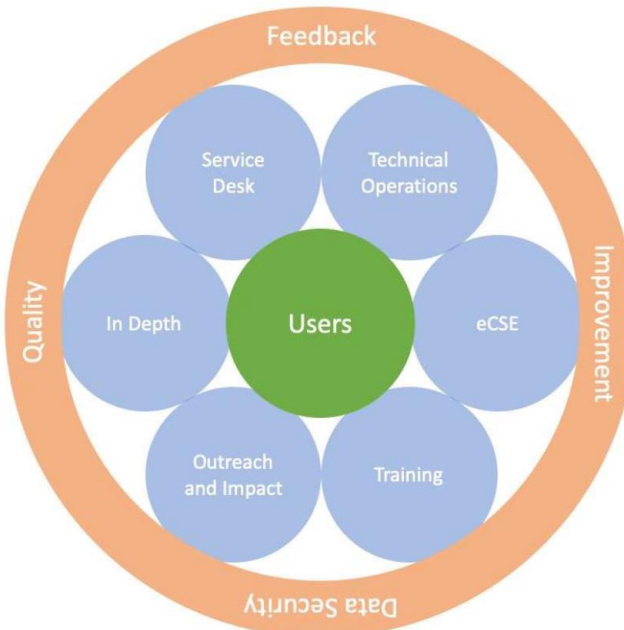 Feedback
Service
Desk
Technical
Operations
Quality
In Depth
Users
eCSE
Improvement
Outreach
and Impact
Training
Data Security